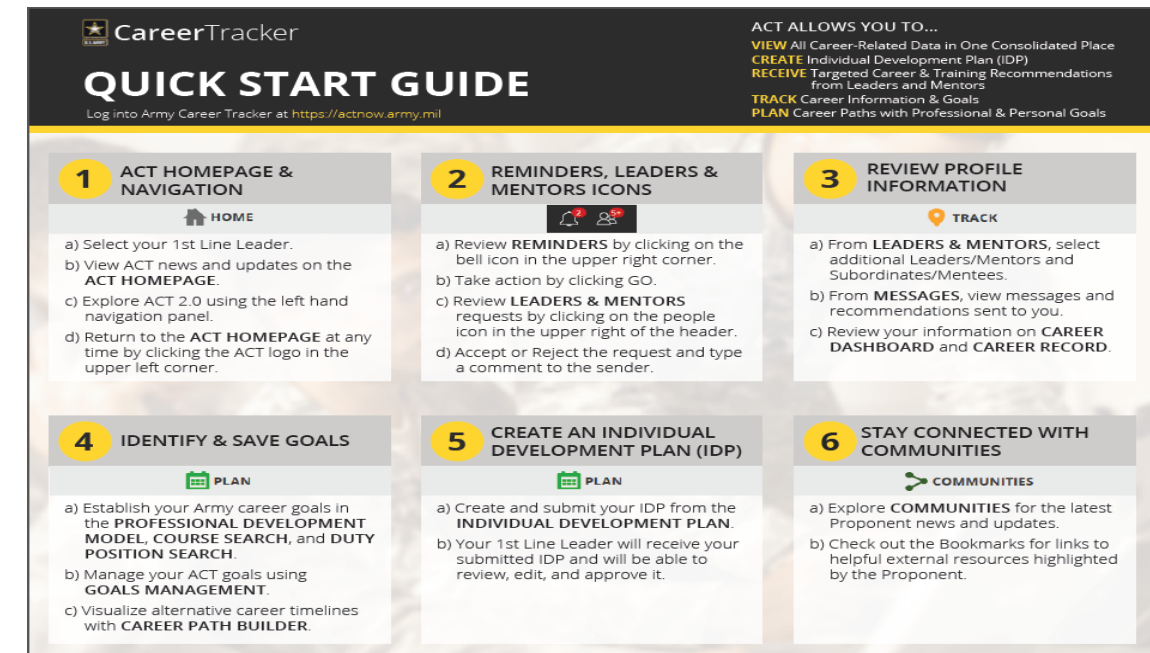 U.S.ARMY
CareerTracker
QUICK START GUIDE
Log into Army Career Tracker at https://actnow.army.mil
ACT ALLOWS YOU TO...
VIEW All Career-Related Data in One Consolidated Place
CREATE Individual Development Plan (IDP)
RECEIVE Targeted Career & Training Recommendations
from Leaders and Mentors
TRACK Career Information & Goals
PLAN Career Paths with Professional & Personal Goals
1
ACT HOMEPAGE &
NAVIGATION
HOME
a) Select your 1st Line Leader.
b) View ACT news and updates on the
ACT HOMEPAGE.
c) Explore ACT 2.0 using the left hand
navigation panel.
d) Return to the ACT HOMEPAGE at any
time by clicking the ACT logo in the
upper left corner.
2
REMINDERS, LEADERS &
MENTORS ICONS
2 5+
a) Review REMINDERS by clicking on the
bell icon in the upper right corner.
b) Take action by clicking GO.
c) Review LEADERS & MENTORS
requests by clicking on the people
icon in the upper right of the header.
d) Accept or Reject the request and type
a comment to the sender.
3
REVIEW PROFILE
INFORMATION
TRACK
a) From LEADERS & MENTORS, select
additional Leaders/Mentors and
Subordinates/Mentees.
b) From MESSAGES, view messages and
recommendations sent to you.
c) Review your information on CAREER
DASHBOARD and CAREER RECORD.
4
IDENTIFY & SAVE GOALS
PLAN
a) Establish your Army career goals in
the PROFESSIONAL DEVELOPMENT
MODEL, COURSE SEARCH, and DUTY
POSITION SEARCH.
b) Manage your ACT goals using
GOALS MANAGEMENT.
c) Visualize alternative career timelines
with CAREER PATH BUILDER.
5
CREATE AN INDIVIDUAL
DEVELOPMENT PLAN (IDP)
PLAN
a) Create and submit your IDP from the
INDIVIDUAL DEVELOPMENT PLAN.
b) Your 1st Line Leader will receive your
submitted IDP and will be able to
review, edit, and approve it.
6
STAY CONNECTED WITH
COMMUNITIES
COMMUNITIES
a) Explore COMMUNITIES for the latest
Proponent news and updates.
b) Check out the Bookmarks for links to
helpful external resources highlighted
by the Proponent.